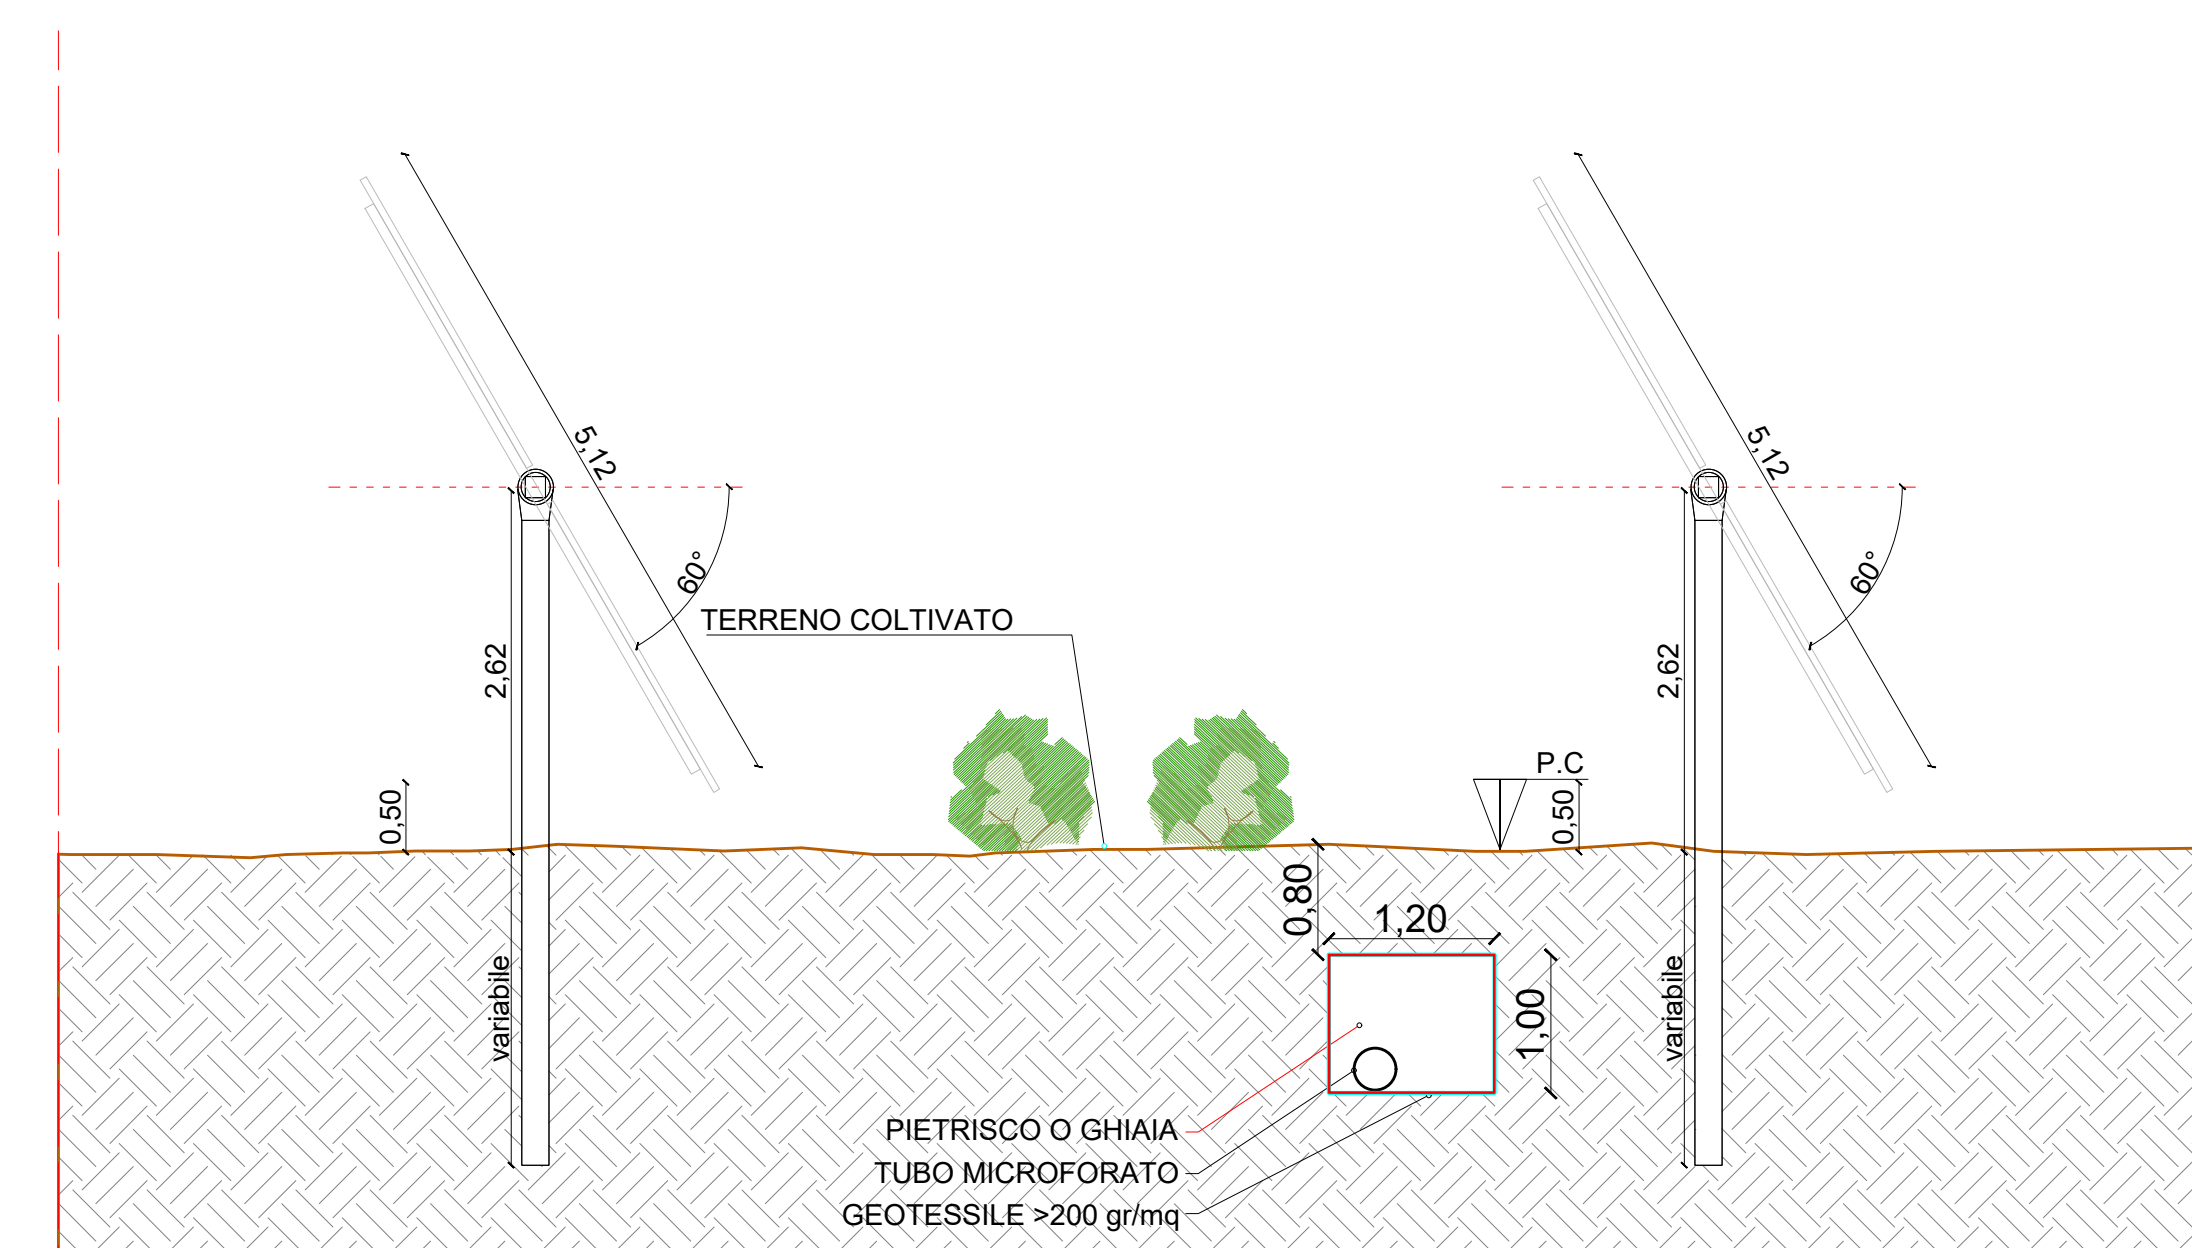 5,12
5,12
60°
60°
TERRENO COLTIVATO
2,62
2,62
P.C
0,50
0,50
0,80
1,20
variabile
1,00
variabile
PIETRISCO O GHIAIA
TUBO MICROFORATO
GEOTESSILE >200 gr/mq